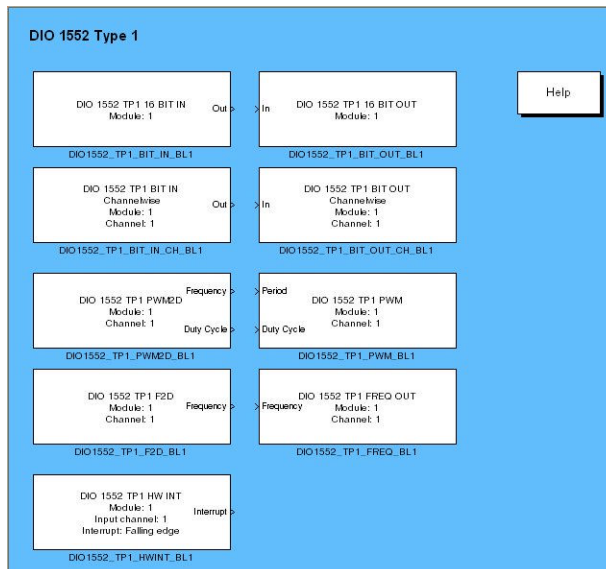 DIO 1552 Type 1
DIO 1552 TP1 16 BIT IN
Module: 1
Out
DIO1552_TP1_BIT_IN_BL1
In
DIO 1552 TP1 16 BIT OUT
Module: 1
DIO1552_TP1_BIT_OUT_BL1
Help
DIO 1552 TP1 BIT IN
Channelwise
Module: 1
Channel: 1
Out
DIO1552_TP1_BIT_IN_CH_BL1
In
DIO 1552 TP1 BIT OUT
Channelwise
Module: 1
Channel: 1
DIO1552_TP1_BIT_OUT_CH_BL1
Frequency
DIO 1552 TP1 PWM2D
Module: 1
Channel: 1
Duty Cycle
DIO1552_TP1_PWM2D_BL1
Period
DIO 1552 TP1 PWM
Module: 1
Channel: 1
Duty Cycle
DIO1552_TP1_PWM_BL1
DIO 1552 TP1 F2D
Module: 1
Channel: 1
Frequency
DIO1552_TP1_F2D_BL1
Frequency
DIO 1552 TP1 FREQ OUT
Module: 1
Channel: 1
DIO1552_TP1_FREQ_BL1
DIO 1552 TP1 HW INT
Module: 1
Input channel: 1
Interrupt: Falling edge
Interrupt
DIO1552_TP1_HWINT_BL1